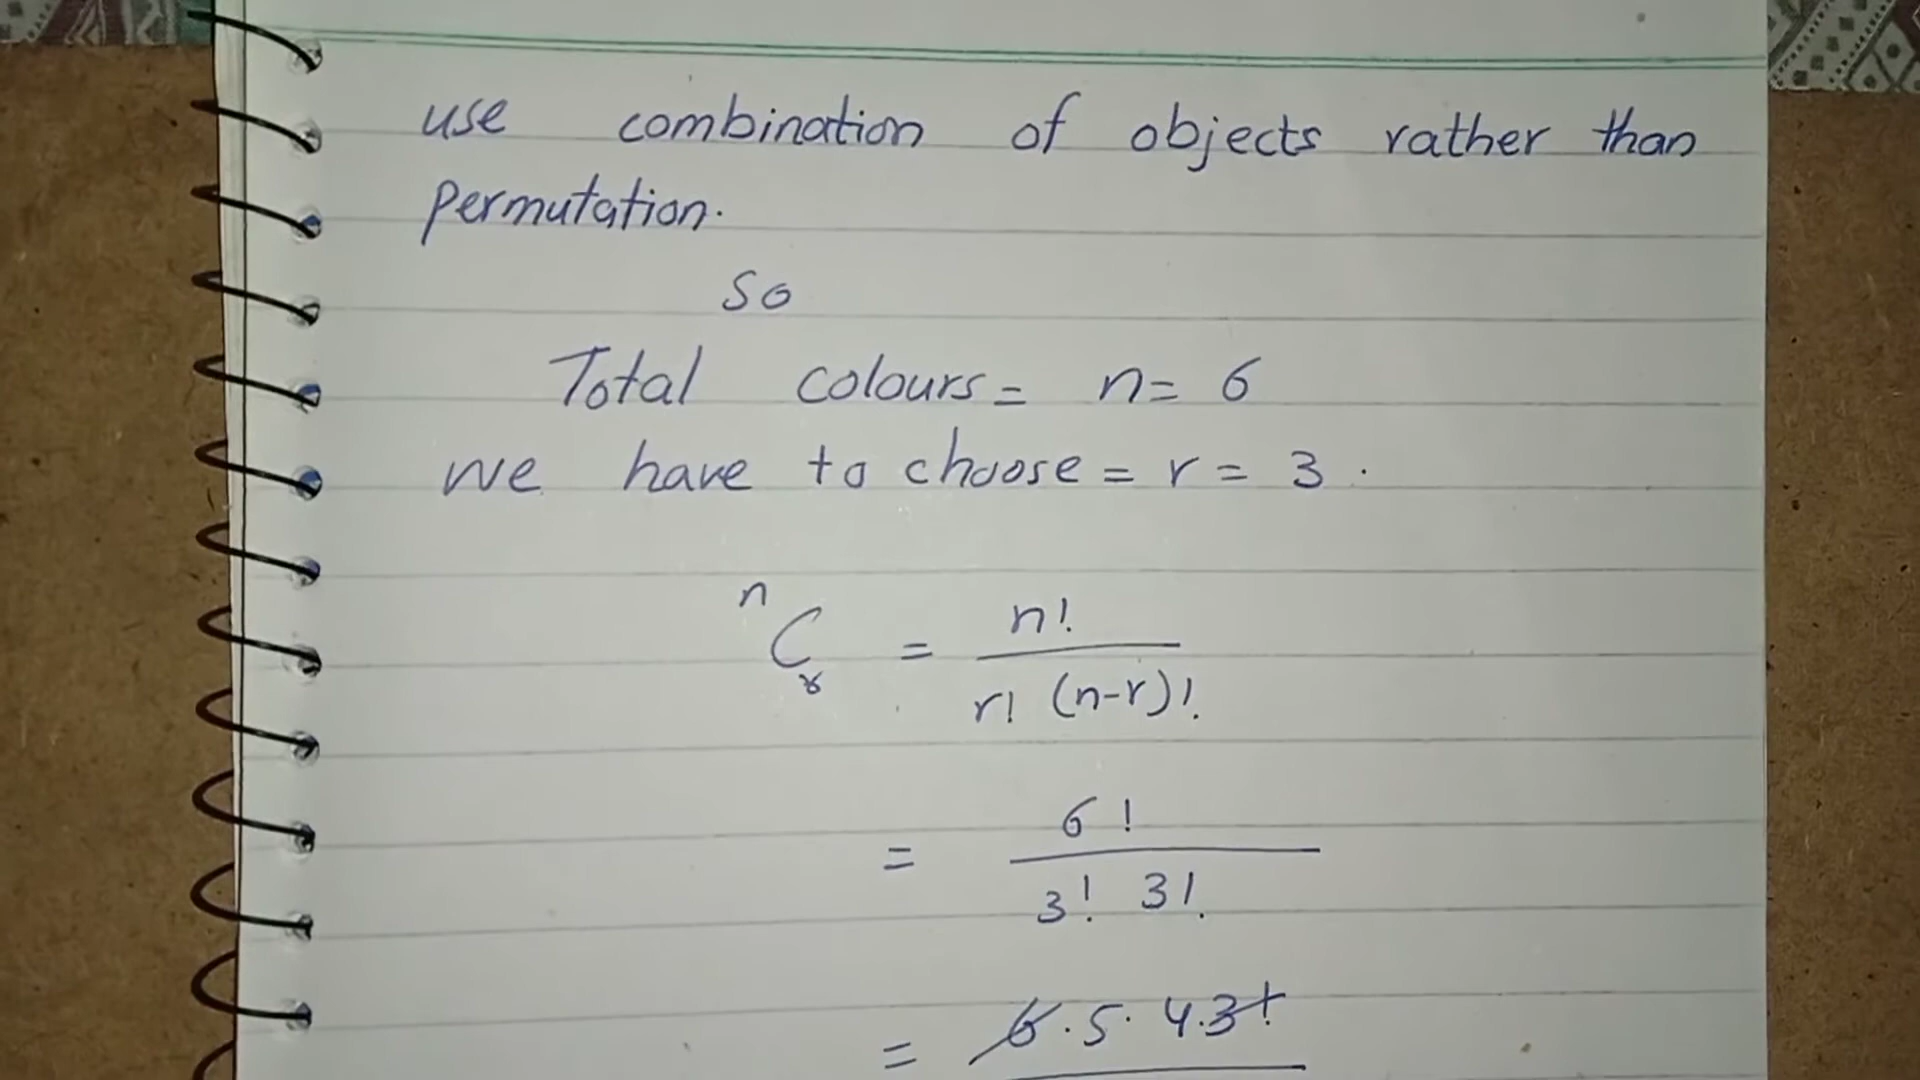 use combination of objects rather than
permutation.
so
Total colours = n = 6
we have to choose = r = 3 .
nCr = n! / r! (n-r)!
= 6! / 3! 3!
= 6 . 5 . 4 . 3!